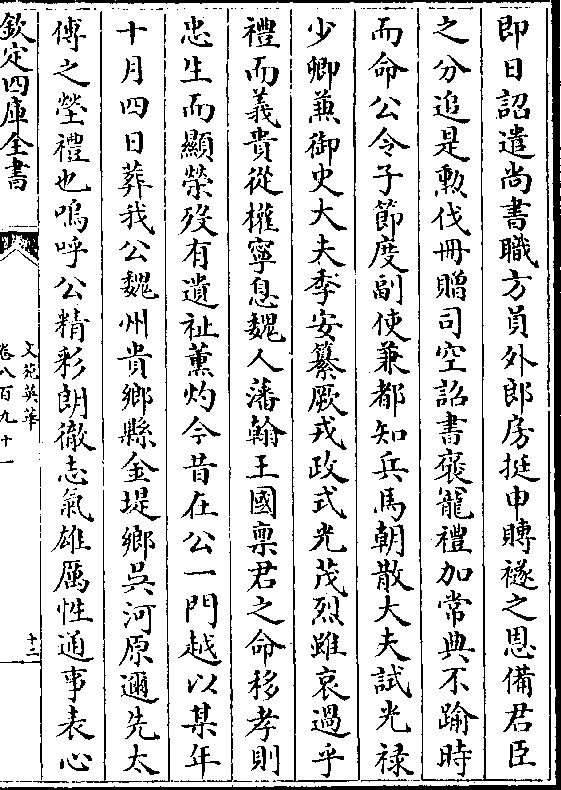 即日詔遣尚書職方員外郎房挺申賻襚之恩備君臣
之分追是勲伐冊贈司空詔書褒寵禮加常典不踰時
而命公令子節度副使兼都知兵馬朝散大夫試光禄
少卿兼御史大夫季安纂厥戎政式光茂烈雖哀過乎
禮而義貴從權寧息魏人藩翰王國稟君之命移孝則
忠生而顯榮歿有遺祉薰灼今昔在公一門越以某年
十月四日葬我公魏州貴鄉縣金堤鄉吳河原邇先太
傅之塋禮也嗚呼公精彩朗徹志氣雄厲性通事表心
欽定四庫全書
文苑英華
卷八百九十一
十三